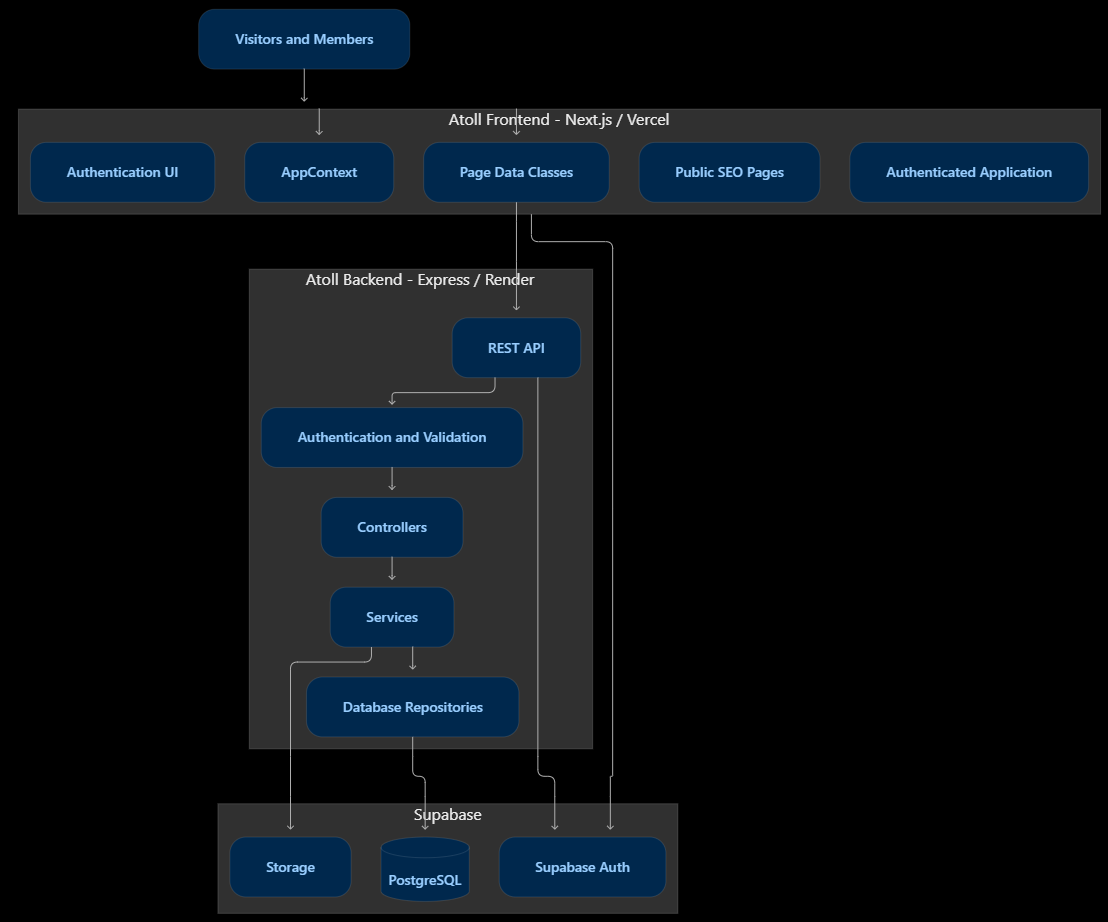 Visitors and Members
Atoll Frontend - Next.js / Vercel
Authentication UI
AppContext
Page Data Classes
Public SEO Pages
Authenticated Application
Atoll Backend - Express / Render
REST API
Authentication and Validation
Controllers
Services
Database Repositories
Supabase
Storage
PostgreSQL
Supabase Auth